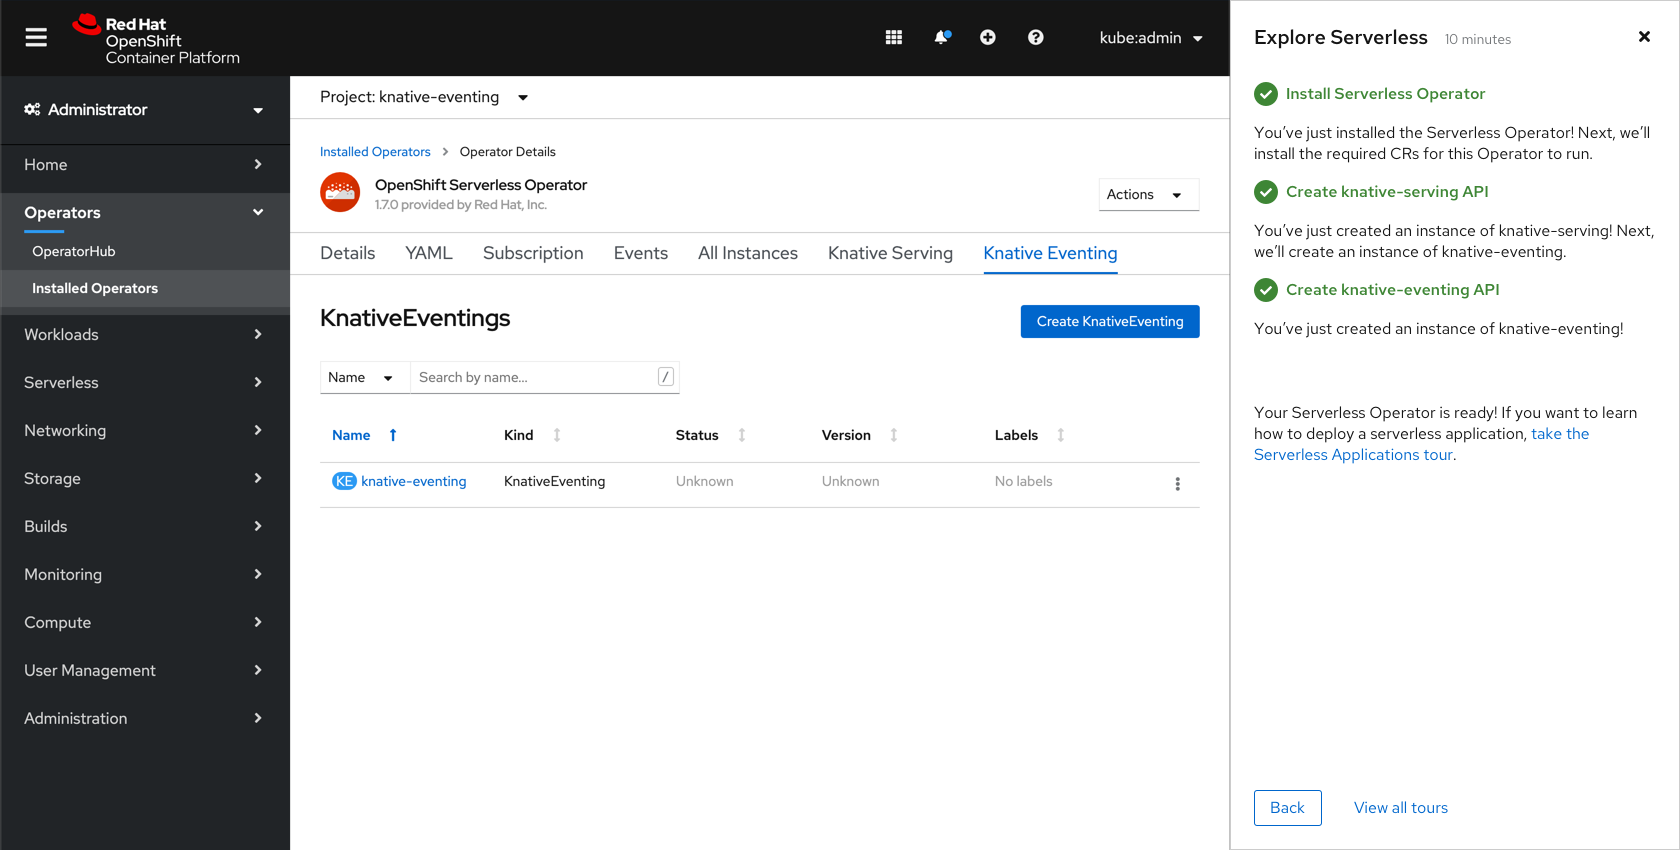 Red Hat
OpenShift
Container Platform
kube:admin
Administrator
Home
Operators
OperatorHub
Installed Operators
Workloads
Serverless
Networking
Storage
Builds
Monitoring
Compute
User Management
Administration
Project: knative-eventing
Installed Operators > Operator Details
OpenShift Serverless Operator
1.7.0 provided by Red Hat, Inc.
Actions
Details YAML Subscription Events All Instances Knative Serving Knative Eventing
KnativeEventings
Create KnativeEventing
Name Search by name... /
Name Kind Status Version Labels
KE knative-eventing KnativeEventing Unknown Unknown No labels
Explore Serverless 10 minutes
Install Serverless Operator
You’ve just installed the Serverless Operator! Next, we’ll
install the required CRs for this Operator to run.
Create knative-serving API
You’ve just created an instance of knative-serving! Next,
we’ll create an instance of knative-eventing.
Create knative-eventing API
You’ve just created an instance of knative-eventing!
Your Serverless Operator is ready! If you want to learn
how to deploy a serverless application, take the
Serverless Applications tour.
Back View all tours